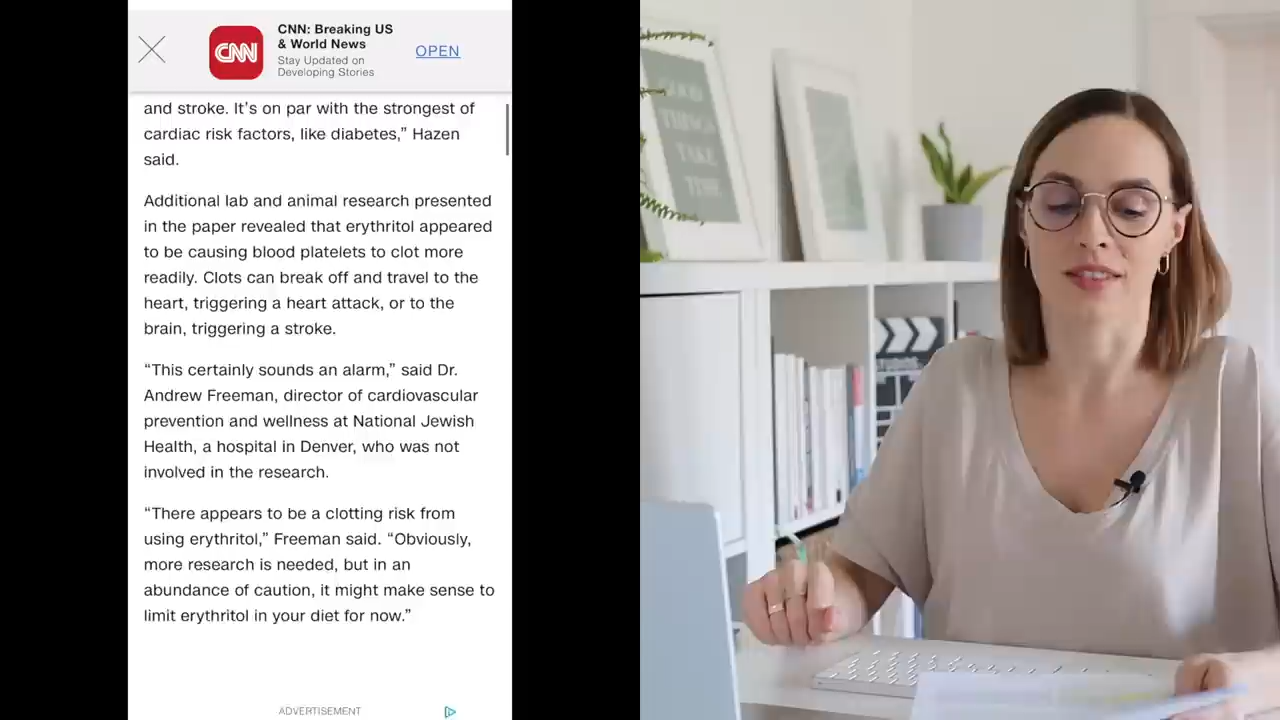 CNN
CNN: Breaking US
& World News
Stay Updated on
Developing Stories
OPEN
and stroke. It’s on par with the strongest of
cardiac risk factors, like diabetes,” Hazen
said.
Additional lab and animal research presented
in the paper revealed that erythritol appeared
to be causing blood platelets to clot more
readily. Clots can break off and travel to the
heart, triggering a heart attack, or to the
brain, triggering a stroke.
“This certainly sounds an alarm,” said Dr.
Andrew Freeman, director of cardiovascular
prevention and wellness at National Jewish
Health, a hospital in Denver, who was not
involved in the research.
“There appears to be a clotting risk from
using erythritol,” Freeman said. “Obviously,
more research is needed, but in an
abundance of caution, it might make sense to
limit erythritol in your diet for now.”
ADVERTISEMENT
GOOD
THINGS
TAKE
TIME